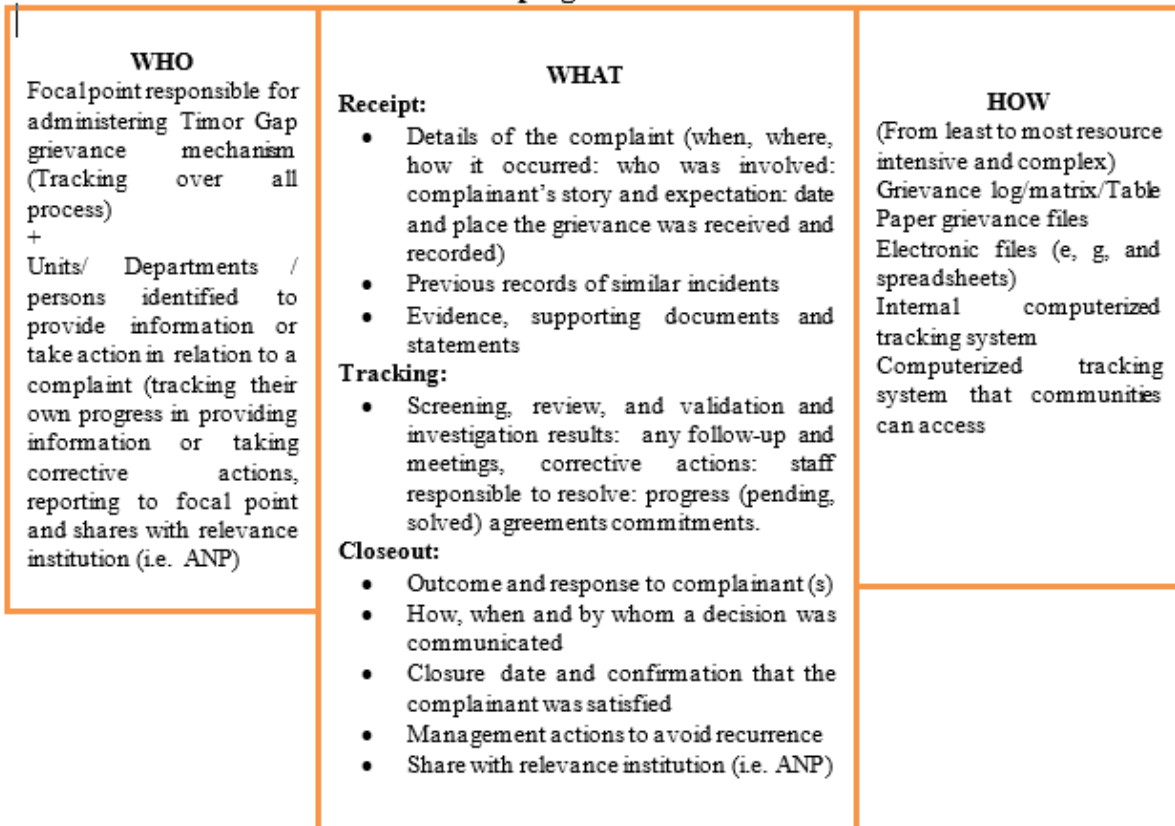 WHO
Focal point responsible for
administering Timor Gap
grievance mechanism
(Tracking over all
process)
+
Units/ Departments /
persons identified to
provide information or
take action in relation to a
complaint (tracking their
own progress in providing
information or taking
corrective actions,
reporting to focal point
and shares with relevance
institution (i.e. ANP)
WHAT
Receipt:
• Details of the complaint (when, where,
how it occurred: who was involved:
complainant's story and expectation: date
and place the grievance was received and
recorded)
• Previous records of similar incidents
• Evidence, supporting documents and
statements
Tracking:
• Screening, review, and validation and
investigation results: any follow-up and
meetings, corrective actions: staff
responsible to resolve: progress (pending,
solved) agreements commitments.
Closeout:
• Outcome and response to complainant (s)
• How, when and by whom a decision was
communicated
• Closure date and confirmation that the
complainant was satisfied
• Management actions to avoid recurrence
• Share with relevance institution (i.e. ANP)
HOW
(From least to most resource
intensive and complex)
Grievance log/matrix/Table
Paper grievance files
Electronic files (e, g, and
spreadsheets)
Internal computerized
tracking system
Computerized tracking
system that communities
can access